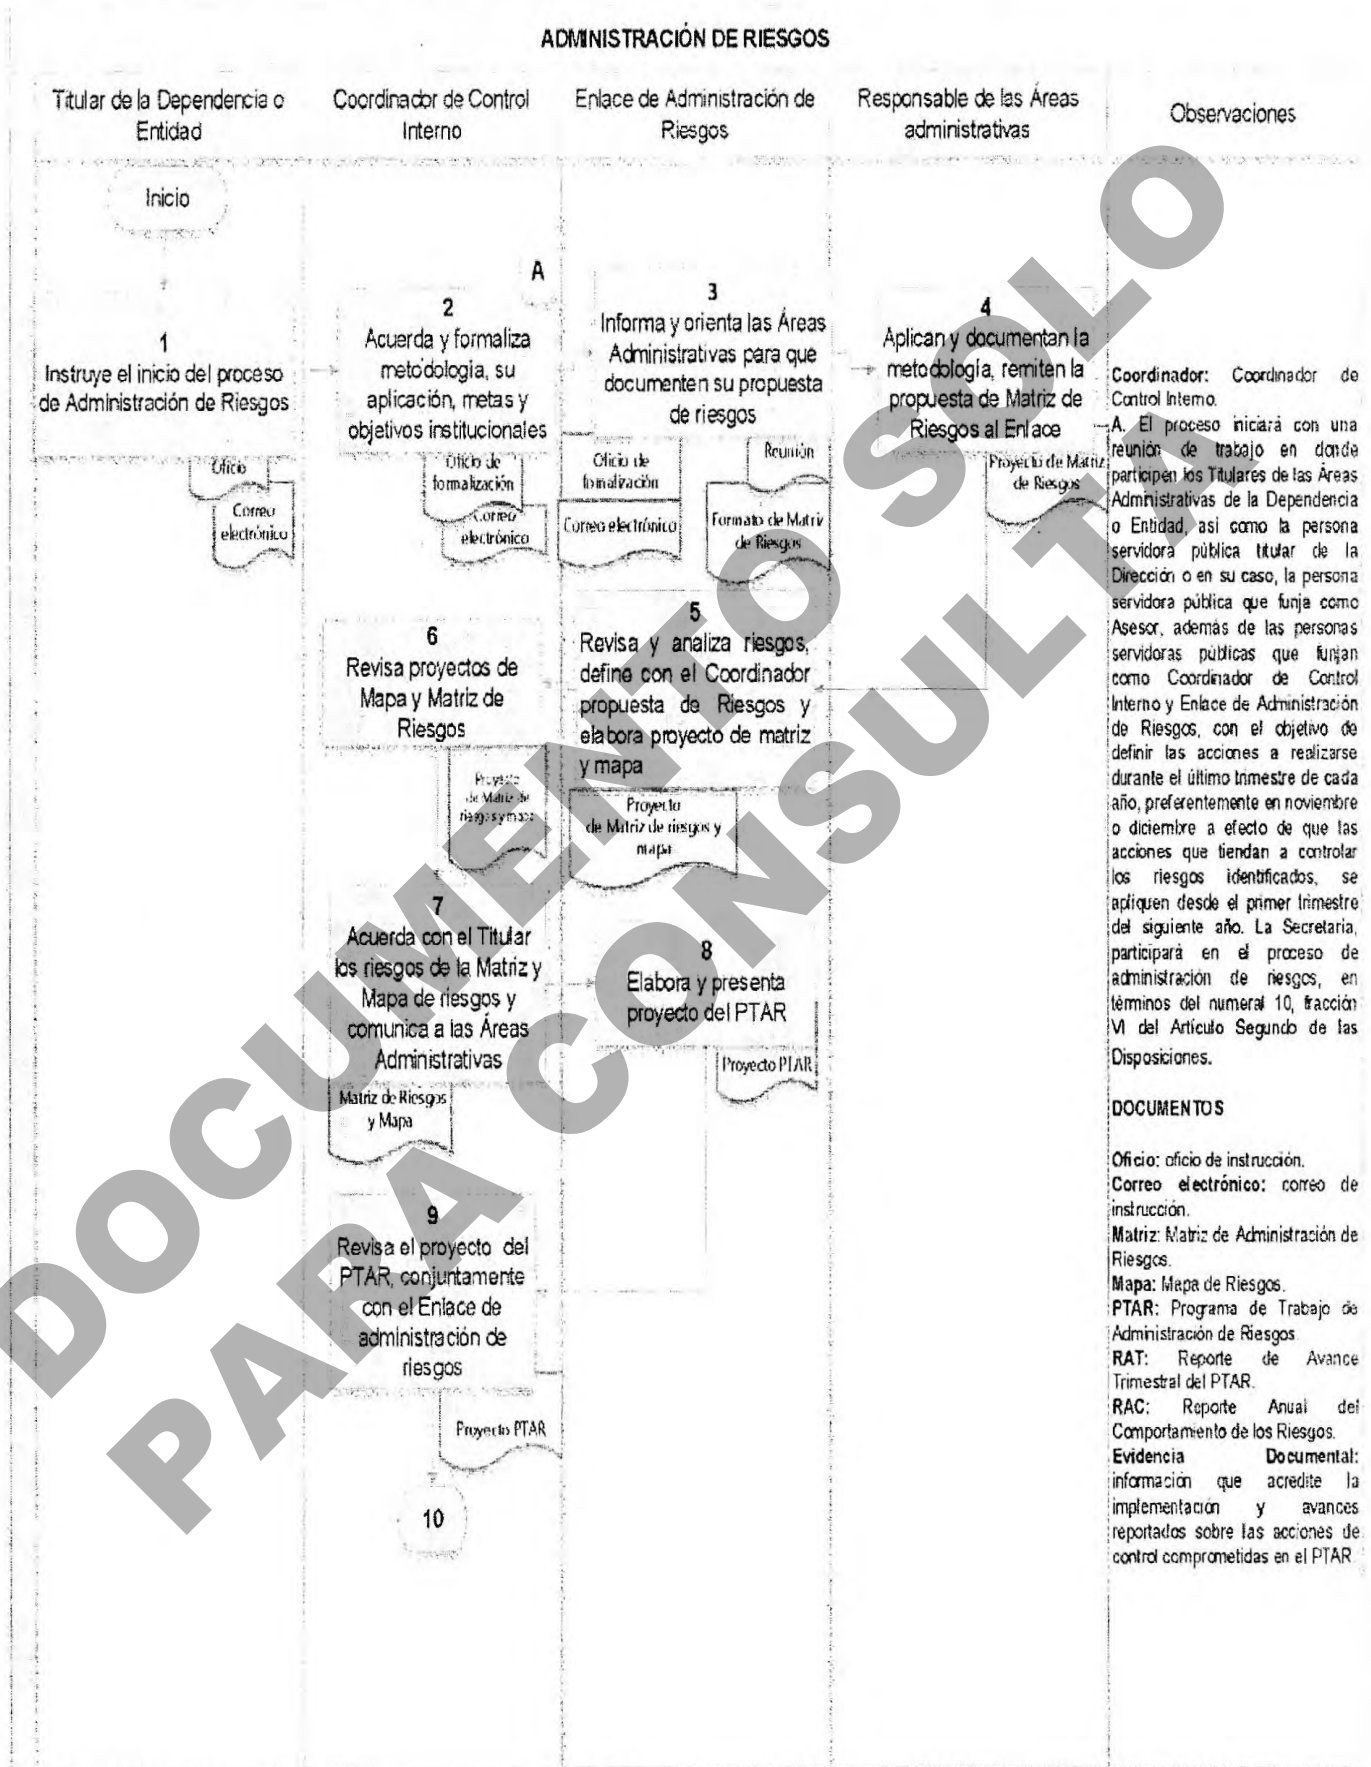 ADMINISTRACIÓN DE RIESGOS
Titular de la Dependencia o
Entidad
Coordinador de Control
Interno
Enlace de Administración de
Riesgos
Responsable de las Áreas
administrativas
Observaciones
Inicio
1
Instruye el inicio del proceso
de Administración de Riesgos
Oficio
Correo
electrónico
A
2
Acuerda y formaliza
metodología, su
aplicación, metas y
objetivos institucionales
Oficio de
formalización
Correo
electrónico
3
Informa y orienta las Áreas
Administrativas para que
documenten su propuesta
de riesgos
Oficio de
formalización
Correo electrónico
Reunión
Formato de Matriz
de Riesgos
4
Aplican y documentan la
metodología, remiten la
propuesta de Matriz de
Riesgos al Enlace
Proyecto de Matriz
de Riesgos
5
Revisa y analiza riesgos,
define con el Coordinador
propuesta de Riesgos y
elabora proyecto de matriz
y mapa
Proyecto
de Matriz de riesgos y
mapa
6
Revisa proyectos de
Mapa y Matriz de
Riesgos
Proyecto
de Matriz de
riesgos y mapa
7
Acuerda con el Titular
los riesgos de la Matriz y
Mapa de riesgos y
comunica a las Áreas
Administrativas
Matriz de Riesgos
y Mapa
8
Elabora y presenta
proyecto del PTAR
Proyecto PTAR
9
Revisa el proyecto del
PTAR, conjuntamente
con el Enlace de
administración de
riesgos
Proyecto PTAR
10
Coordinador: Coordinador de
Control Interno.
A. El proceso iniciará con una
reunión de trabajo en donde
participen los Titulares de las Áreas
Administrativas de la Dependencia
o Entidad, así como la persona
servidora pública titular de la
Dirección o en su caso, la persona
servidora pública que funja como
Asesor, además de las personas
servidoras públicas que funjan
como Coordinador de Control
Interno y Enlace de Administración
de Riesgos, con el objetivo de
definir las acciones a realizarse
durante el último trimestre de cada
año, preferentemente en noviembre
o diciembre a efecto de que las
acciones que tiendan a controlar
los riesgos identificados, se
apliquen desde el primer trimestre
del siguiente año. La Secretaría,
participará en el proceso de
administración de riesgos, en
términos del numeral 10, fracción
VI del Artículo Segundo de las
Disposiciones.
DOCUMENTOS
Oficio: oficio de instrucción.
Correo electrónico: correo de
instrucción.
Matriz: Matriz de Administración de
Riesgos.
Mapa: Mapa de Riesgos.
PTAR: Programa de Trabajo de
Administración de Riesgos
RAT: Reporte de Avance
Trimestral del PTAR.
RAC: Reporte Anual del
Comportamiento de los Riesgos.
Evidencia Documental:
información que acredite la
implementación y avances
reportados sobre las acciones de
control comprometidas en el PTAR.
DOCUMENTO SOLO
PARA CONSULTA